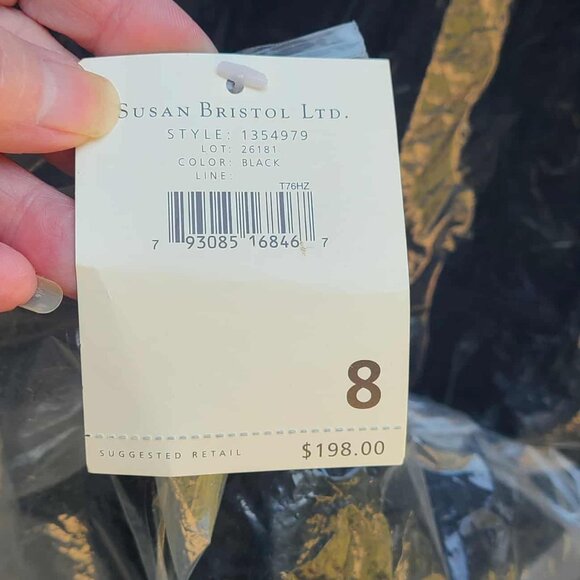 SUSAN BRISTOL LTD.
STYLE: 1354979
LOT: 26181
COLOR: BLACK
LINE:
T76HZ
7 93085 16846 7
8
SUGGESTED RETAIL $198.00